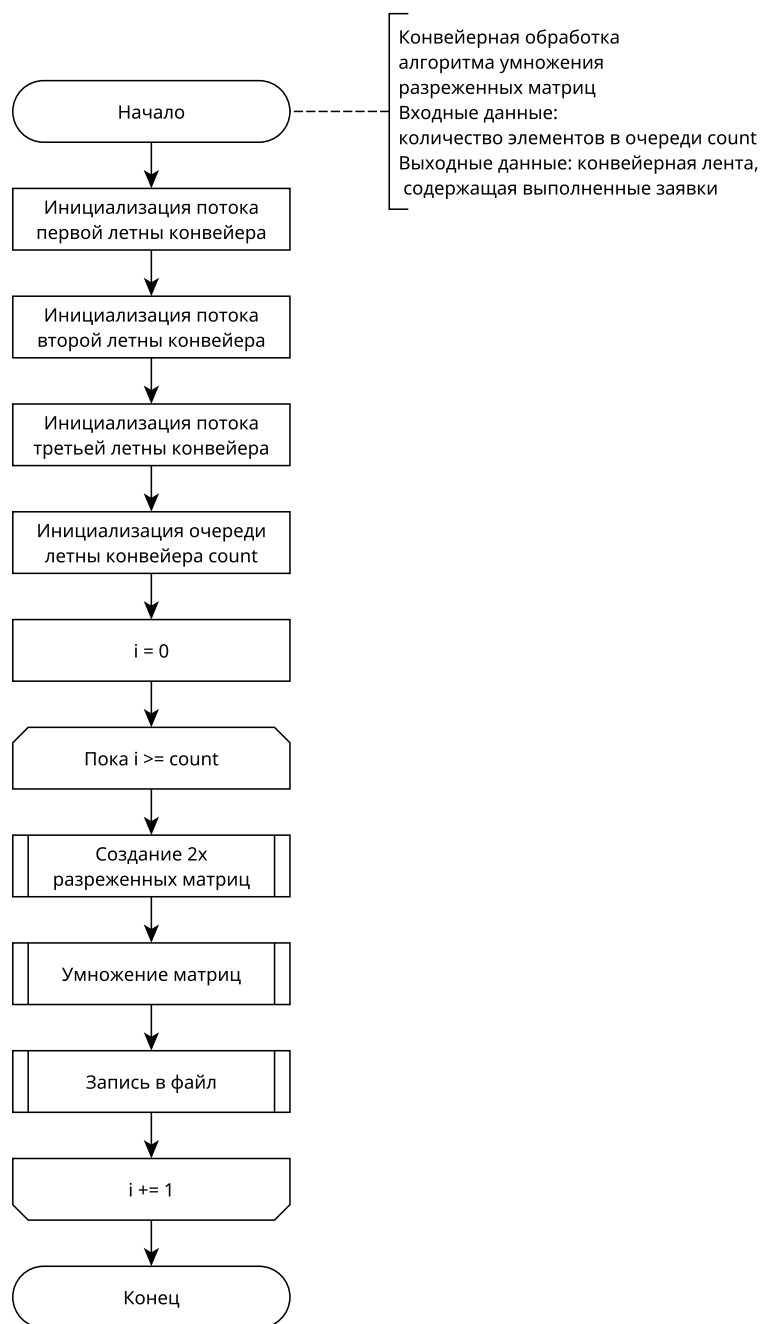 Конвейерная обработка
алгоритма умножения
разреженных матриц
Входные данные:
количество элементов в очереди count
Выходные данные: конвейерная лента,
содержащая выполненные заявки
Начало
Инициализация потока
первой летны конвейера
Инициализация потока
второй летны конвейера
Инициализация потока
третьей летны конвейера
Инициализация очереди
летны конвейера count
i = 0
Пока i >= count
Создание 2х
разреженных матриц
Умножение матриц
Запись в файл
i += 1
Конец